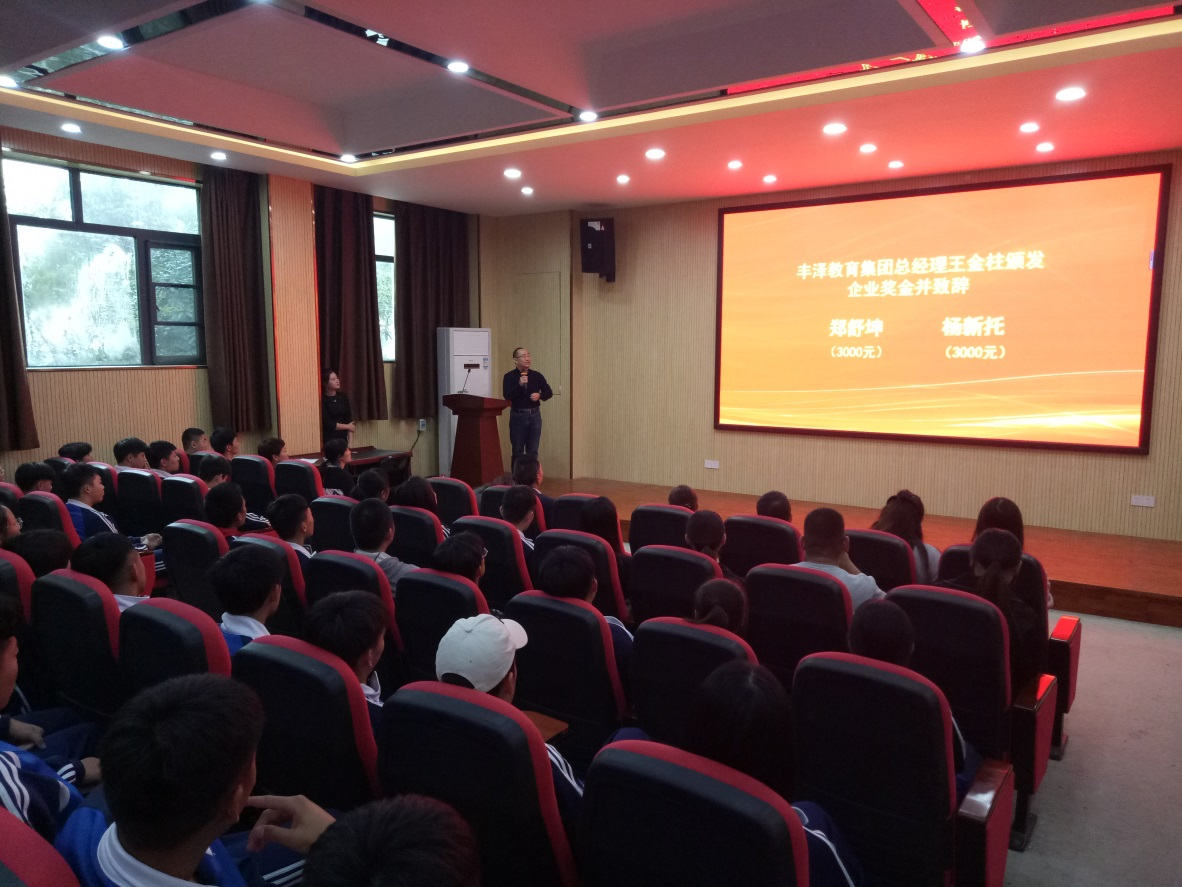 丰泽教育集团总经理王金柱颁发
企业奖金并致辞
郑舒坤 杨新托
（3000元） （3000元）